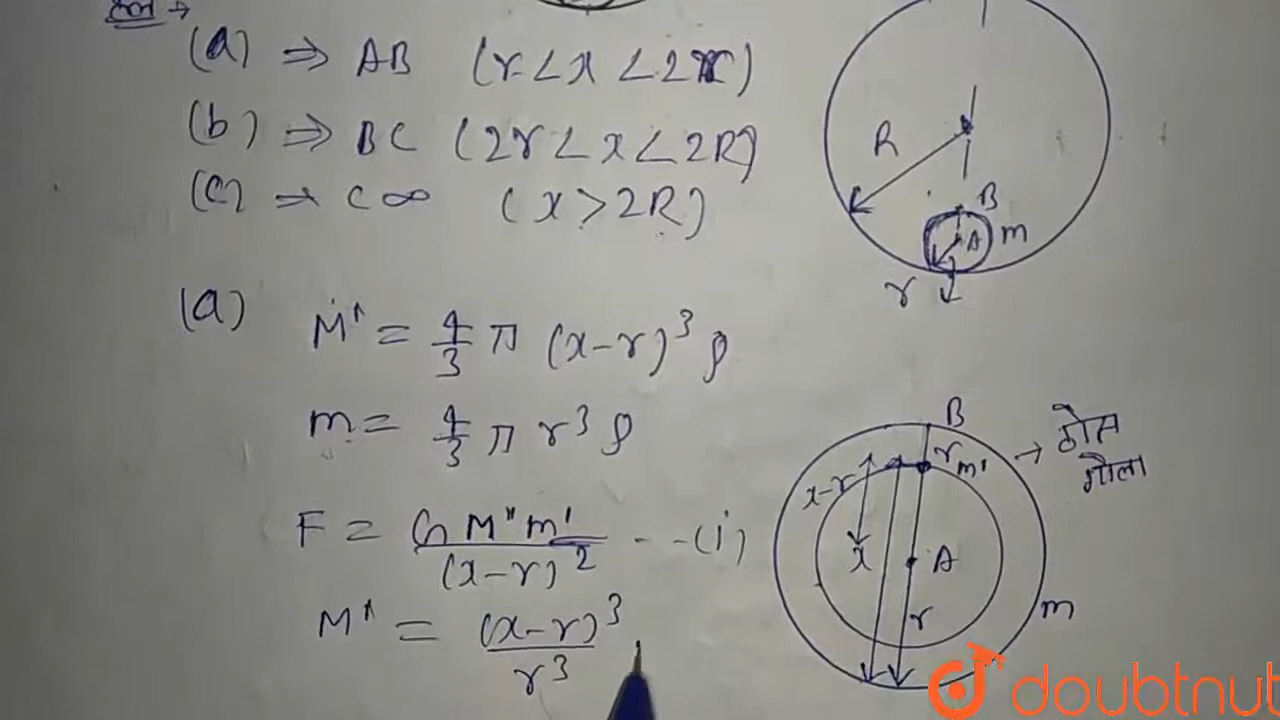 हल →
(a) ⇒ AB (r < x < 2r)
(b) ⇒ BC (2r < x < 2R)
(c) → C ∞ (x > 2R)
R
B
A
m
r
(a) M" = 4/3 π (x-r)³ ρ
m = 4/3 π r³ ρ
F = G M" m' / (x-r)² - - (i)
M" = (x-r)³ / r³
B
r
m'
→ ठोस
गोला
x-r
x
A
r
m
doubtnut